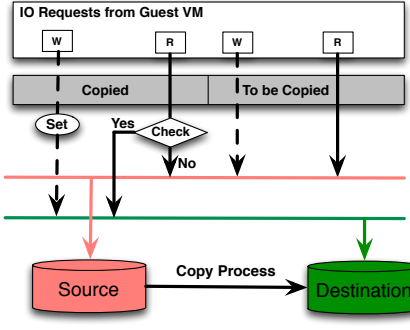 IO Requests from Guest VM
W R W R
Copied To be Copied
Set Yes Check
No
Copy Process
Source Destination